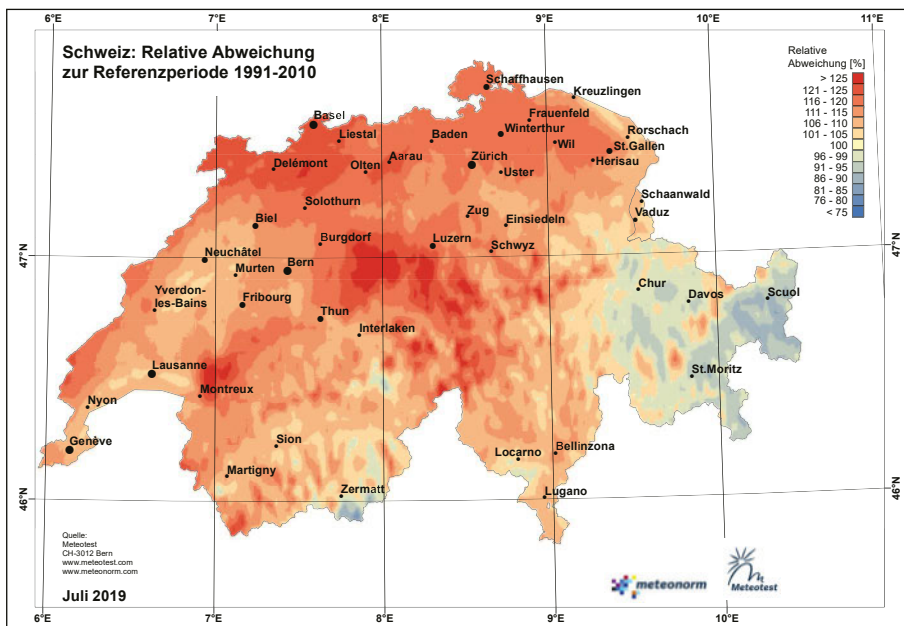 6°E 7°E 8°E 9°E 10°E 11°E
Schweiz: Relative Abweichung
zur Referenzperiode 1991-2010
Relative
Abweichung [%]
> 125
121 - 125
116 - 120
111 - 115
106 - 110
101 - 105
100
96 - 99
91 - 95
86 - 90
81 - 85
76 - 80
< 75
Schaffhausen
Kreuzlingen
Basel
Frauenfeld
Liestal
Baden
Winterthur
Wil
Rorschach
St.Gallen
Herisau
Delémont
Olten
Aarau
Zürich
Uster
Solothurn
Schaanwald
Vaduz
Biel
Zug
Einsiedeln
Burgdorf
Luzern
Schwyz
47°N
47°N
Neuchâtel
Murten
Bern
Yverdon-
les-Bains
Fribourg
Thun
Interlaken
Chur
Davos
Scuol
Lausanne
Montreux
St.Moritz
Nyon
Genève
Sion
Martigny
Zermatt
Locarno
Bellinzona
Lugano
46°N
46°N
Quelle:
Meteotest
CH-3012 Bern
www.meteotest.com
www.meteonorm.com
Juli 2019
meteonorm
Meteotest
6°E 7°E 8°E 9°E 10°E